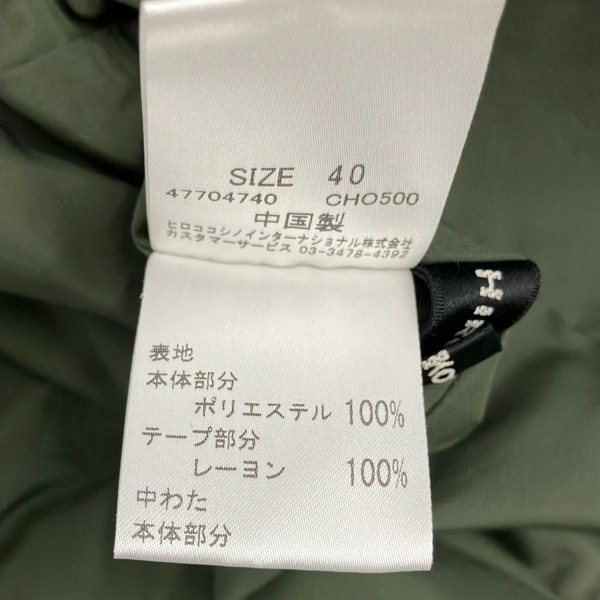 SIZE 40
47704740 CHO500
中国製
ヒロココシノインターナショナル株式会社
カスタマーサービス 03-3478-4392
表地
本体部分
ポリエステル 100%
テープ部分
レーヨン 100%
中わた
本体部分